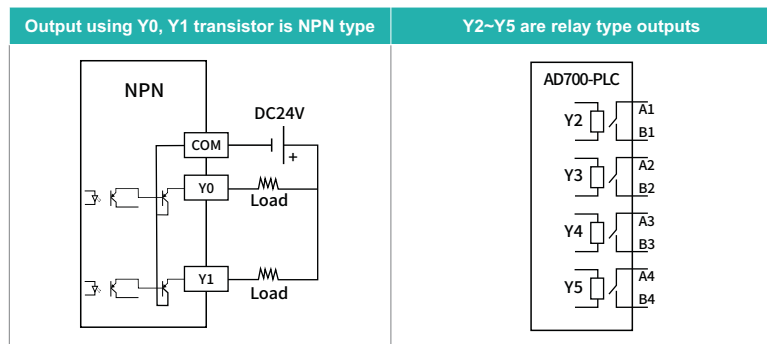 Output using Y0, Y1 transistor is NPN type
Y2~Y5 are relay type outputs
NPN
DC24V
COM
+
Y0
Load
Y1
Load
AD700-PLC
Y2
A1
B1
Y3
A2
B2
Y4
A3
B3
Y5
A4
B4